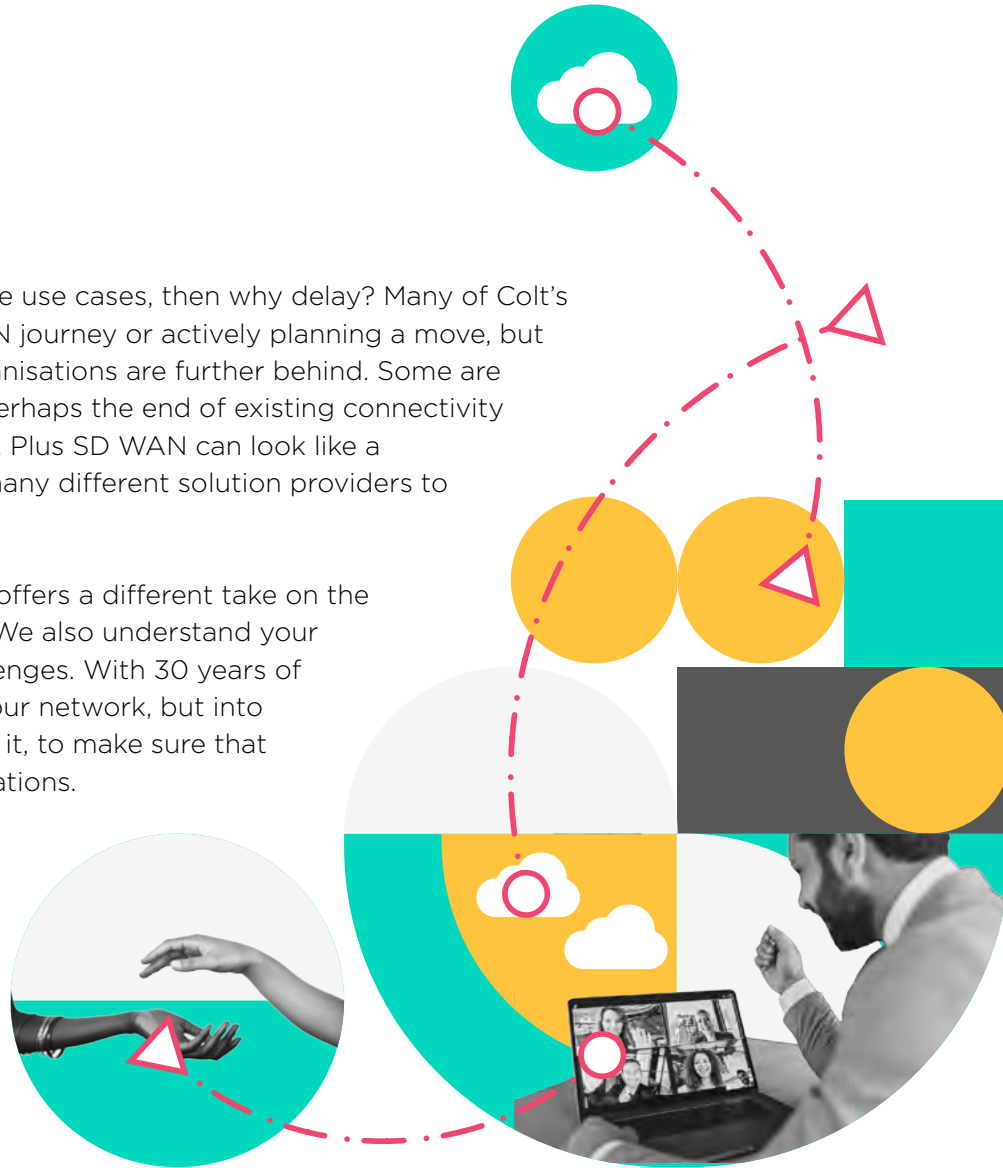 e use cases, then why delay? Many of Colt's
N journey or actively planning a move, but
anisations are further behind. Some are
erhaps the end of existing connectivity
. Plus SD WAN can look like a
many different solution providers to
offers a different take on the
We also understand your
enges. With 30 years of
our network, but into
it, to make sure that
ations.